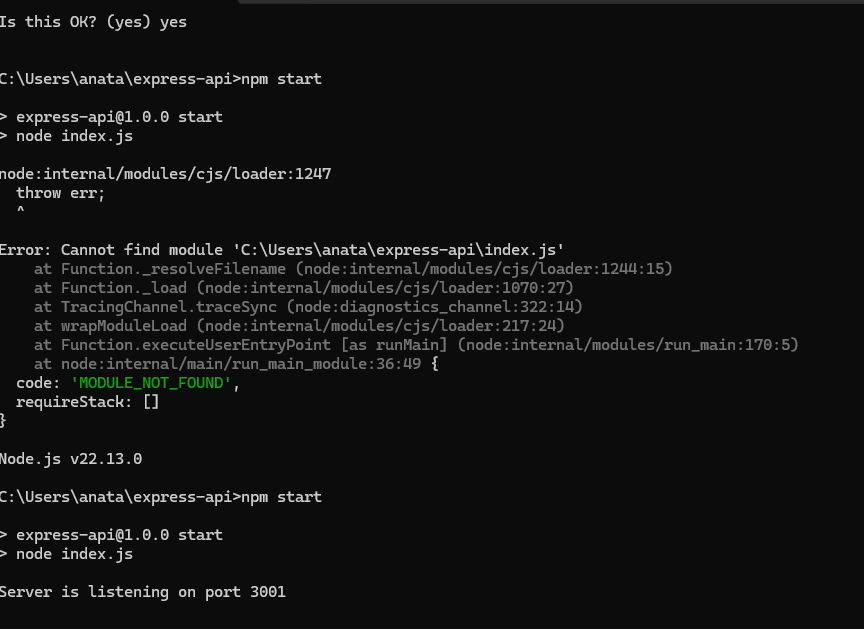 Is this OK? (yes) yes
C:\Users\anata\express-api>npm start
> express-api@1.0.0 start
> node index.js
node:internal/modules/cjs/loader:1247
throw err;
^
Error: Cannot find module 'C:\Users\anata\express-api\index.js'
at Function._resolveFilename (node:internal/modules/cjs/loader:1244:15)
at Function._load (node:internal/modules/cjs/loader:1070:27)
at TracingChannel.traceSync (node:diagnostics_channel:322:14)
at wrapModuleLoad (node:internal/modules/cjs/loader:217:24)
at Function.executeUserEntryPoint [as runMain] (node:internal/modules/run_main:170:5)
at node:internal/main/run_main_module:36:49 {
code: 'MODULE_NOT_FOUND',
requireStack: []
}
Node.js v22.13.0
C:\Users\anata\express-api>npm start
> express-api@1.0.0 start
> node index.js
Server is listening on port 3001